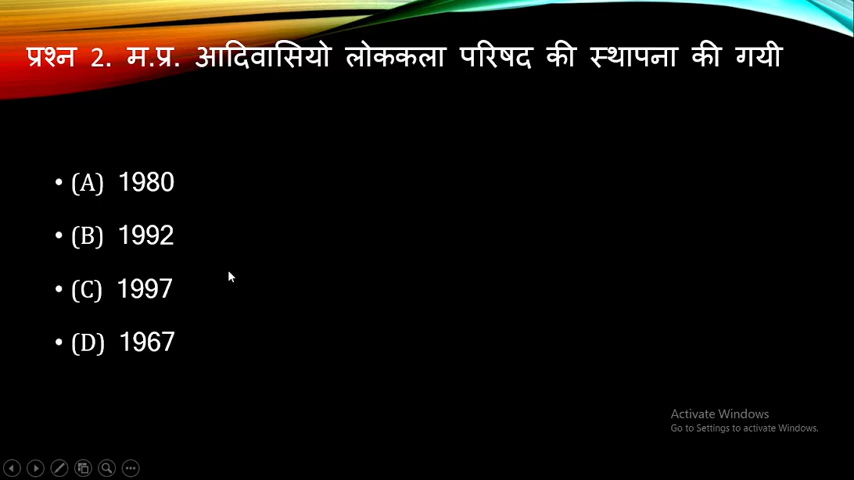 प्रश्न 2. म.प्र. आदिवासियो लोककला परिषद की स्थापना की गयी
• (A) 1980
• (B) 1992
• (C) 1997
• (D) 1967
Activate Windows
Go to Settings to activate Windows.